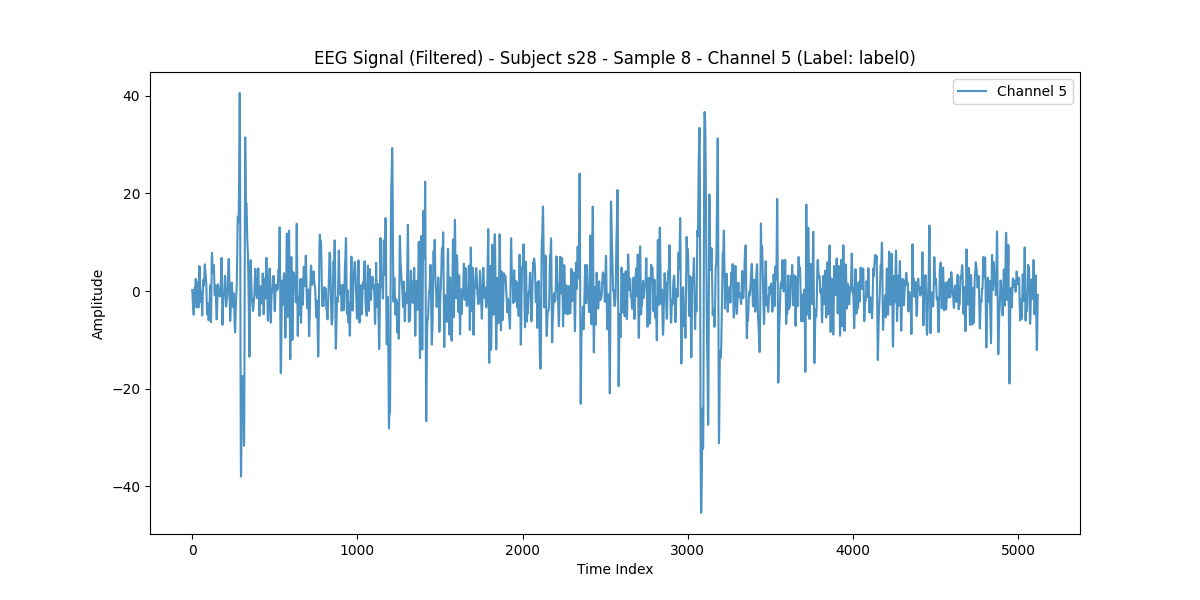 EEG Signal (Filtered) - Subject s28 - Sample 8 - Channel 5 (Label: label0)
Channel 5
40
20
0
−20
−40
Amplitude
0 1000 2000 3000 4000 5000
Time Index